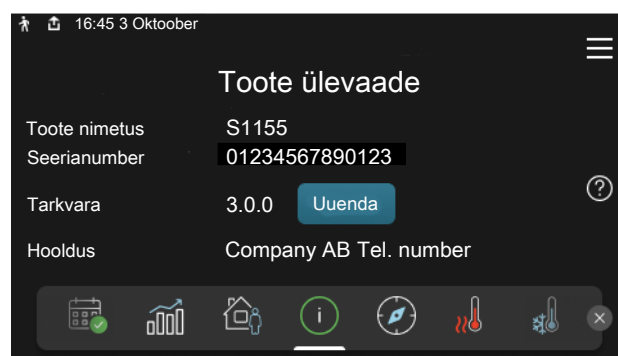 16:45 3 Oktoober
Toote ülevaade
Toote nimetus S1155
Seerianumber 01234567890123
Tarkvara 3.0.0 Uuenda
Hooldus Company AB Tel. number